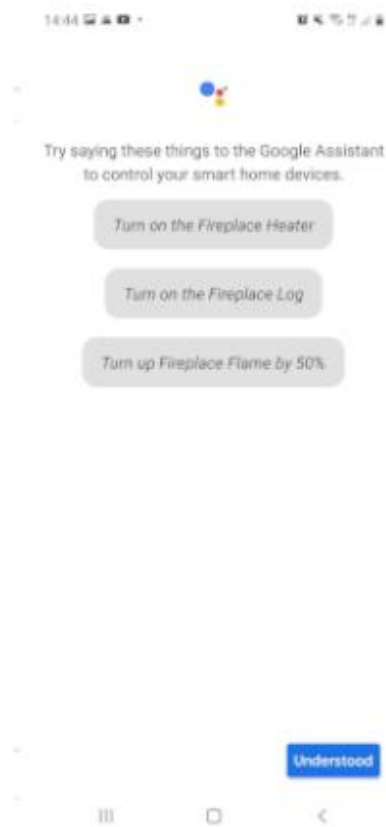 14:44
Try saying these things to the Google Assistant
to control your smart home devices.
Turn on the Fireplace Heater
Turn on the Fireplace Log
Turn up Fireplace Flame by 50%
Understood